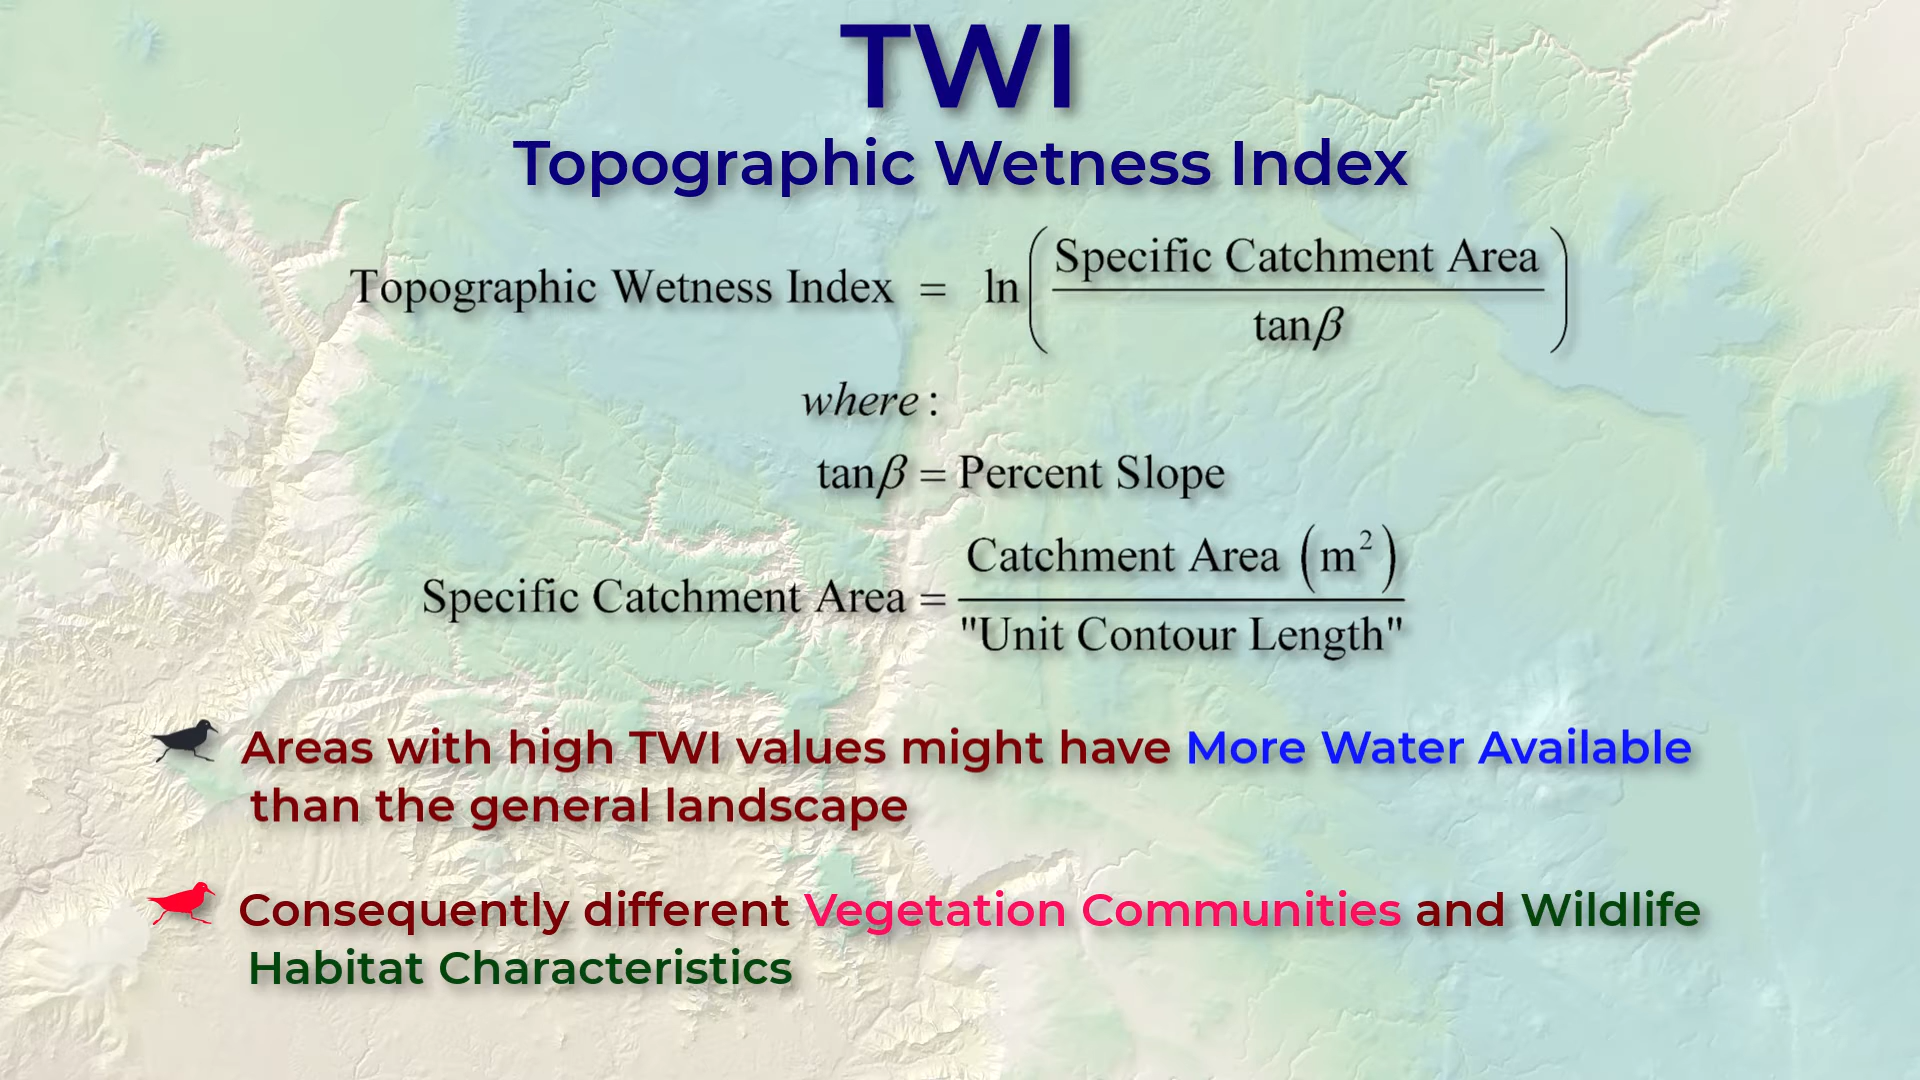 TWI
Topographic Wetness Index
Topographic Wetness Index = ln(Specific Catchment Area / tanβ)
where:
tanβ = Percent Slope
Specific Catchment Area = Catchment Area (m²) / "Unit Contour Length"
Areas with high TWI values might have More Water Available
than the general landscape
Consequently different Vegetation Communities and Wildlife
Habitat Characteristics